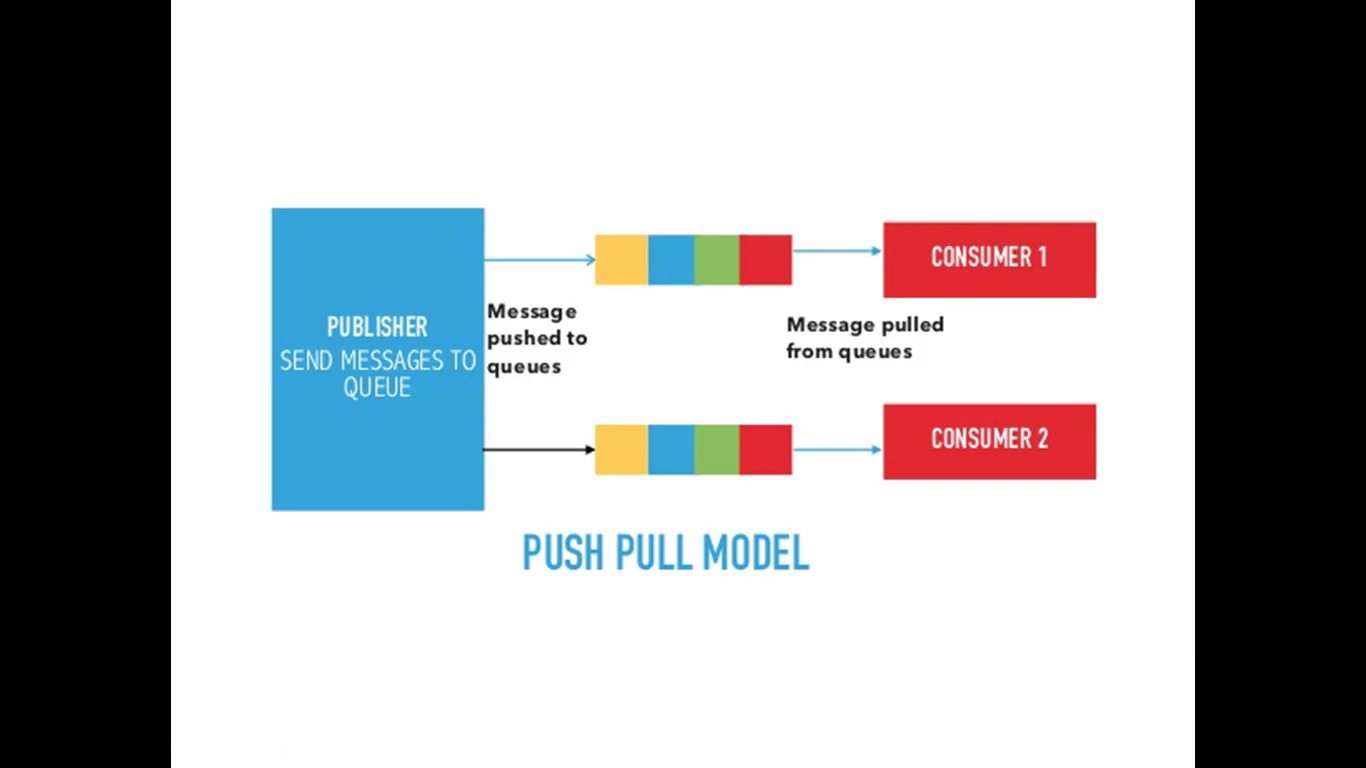 PUBLISHER
SEND MESSAGES TO
QUEUE
Message
pushed to
queues
CONSUMER 1
Message pulled
from queues
CONSUMER 2
PUSH PULL MODEL